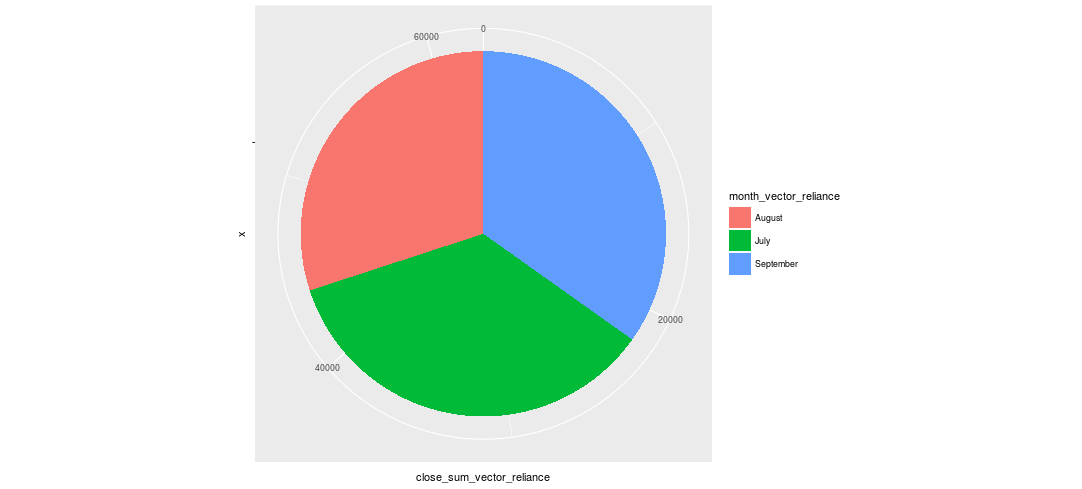 0
60000
20000
40000
x
close_sum_vector_reliance
month_vector_reliance
August
July
September